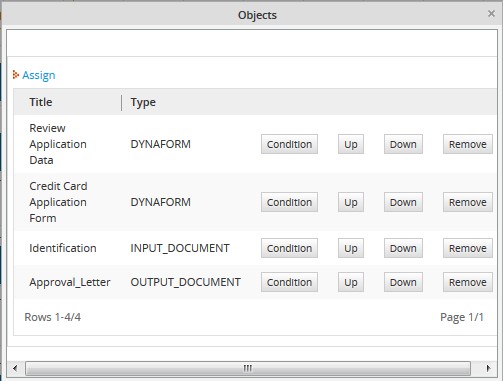 Objects
Assign
Title Type
Review
Application
Data
DYNAFORM Condition Up Down Remove
Credit Card
Application
Form
DYNAFORM Condition Up Down Remove
Identification INPUT_DOCUMENT Condition Up Down Remove
Approval_Letter OUTPUT_DOCUMENT Condition Up Down Remove
Rows 1-4/4 Page 1/1